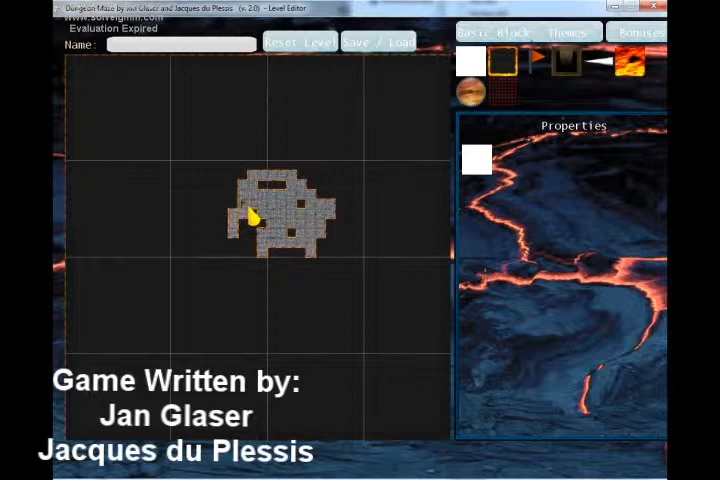 Dungeon Maze by Jan Glaser and Jacques du Plessis (v. 2.0) - Level Editor
www.solveigmm.com
Evaluation Expired
Name:
Reset Level
Save / Load
Basic Block
Themes
Bonuses
Properties
Game Written by:
Jan Glaser
Jacques du Plessis